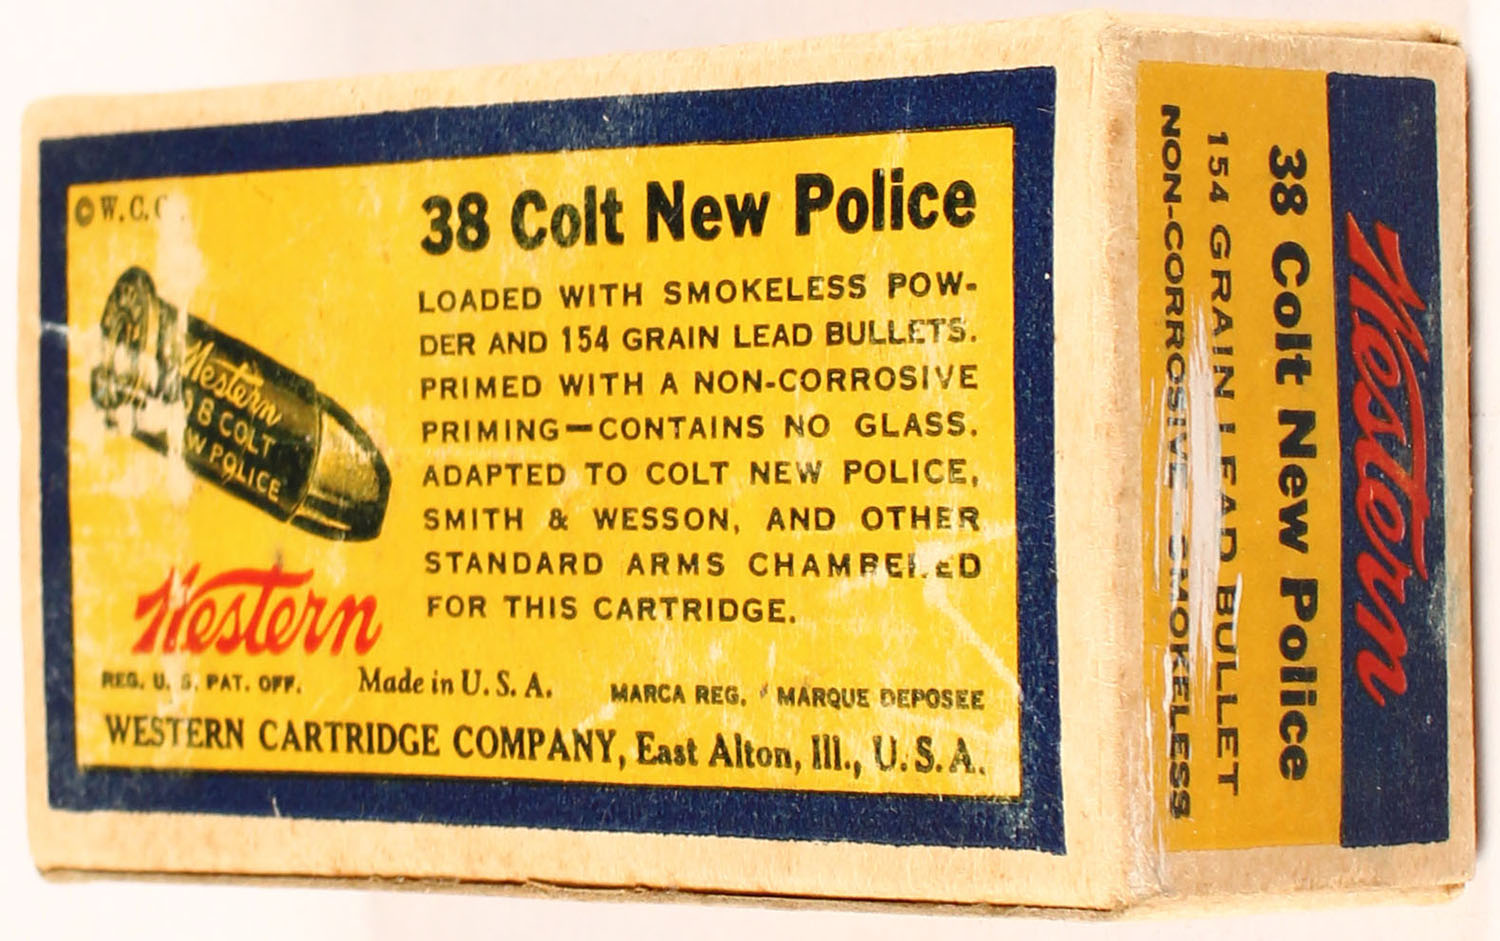 © W. C. C
38 Colt New Police
LOADED WITH SMOKELESS POW-
DER AND 154 GRAIN LEAD BULLETS.
PRIMED WITH A NON-CORROSIVE
PRIMING—CONTAINS NO GLASS.
ADAPTED TO COLT NEW POLICE,
SMITH & WESSON, AND OTHER
STANDARD ARMS CHAMBERED
FOR THIS CARTRIDGE.
Western
8 COLT
W POLICE
Western
REG. U. S. PAT. OFF.
Made in U. S. A.
MARCA REG. MARQUE DEPOSEE
WESTERN CARTRIDGE COMPANY, East Alton, Ill., U. S. A.
Western
38 Colt New Police
154 GRAIN LEAD BULLET
NON-CORROSIVE SMOKELESS